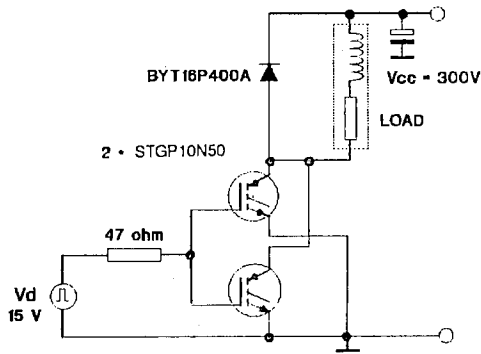 BYT16P400A
Vcc = 300V
LOAD
2 * STGP10N50
47 ohm
Vd
15 V